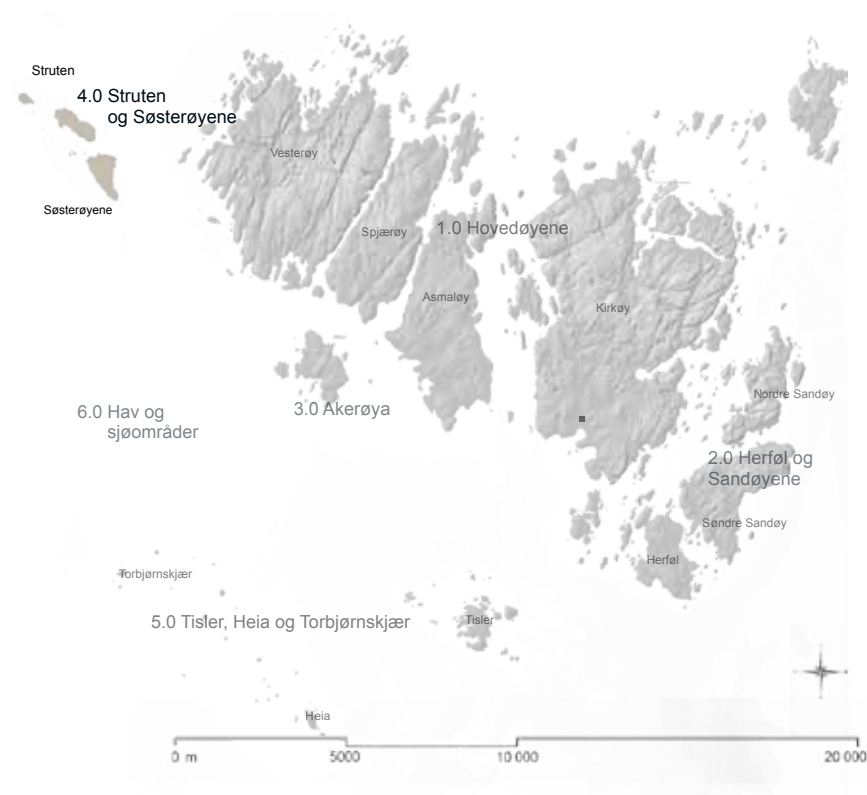 Struten
4.0 Struten
og Søsterøyene
Søsterøyene
Vesterøy
Spjærøy
1.0 Hovedøyene
Asmaløy
Kirkøy
3.0 Akerøya
6.0 Hav og
sjøområder
Nordre Sandøy
2.0 Herføl og
Sandøyene
Søndre Sandøy
Herføl
Torbjørnskjær
5.0 Tisler, Heia og Torbjørnskjær
Tisler
Heia
0 m 5000 10 000 20 000